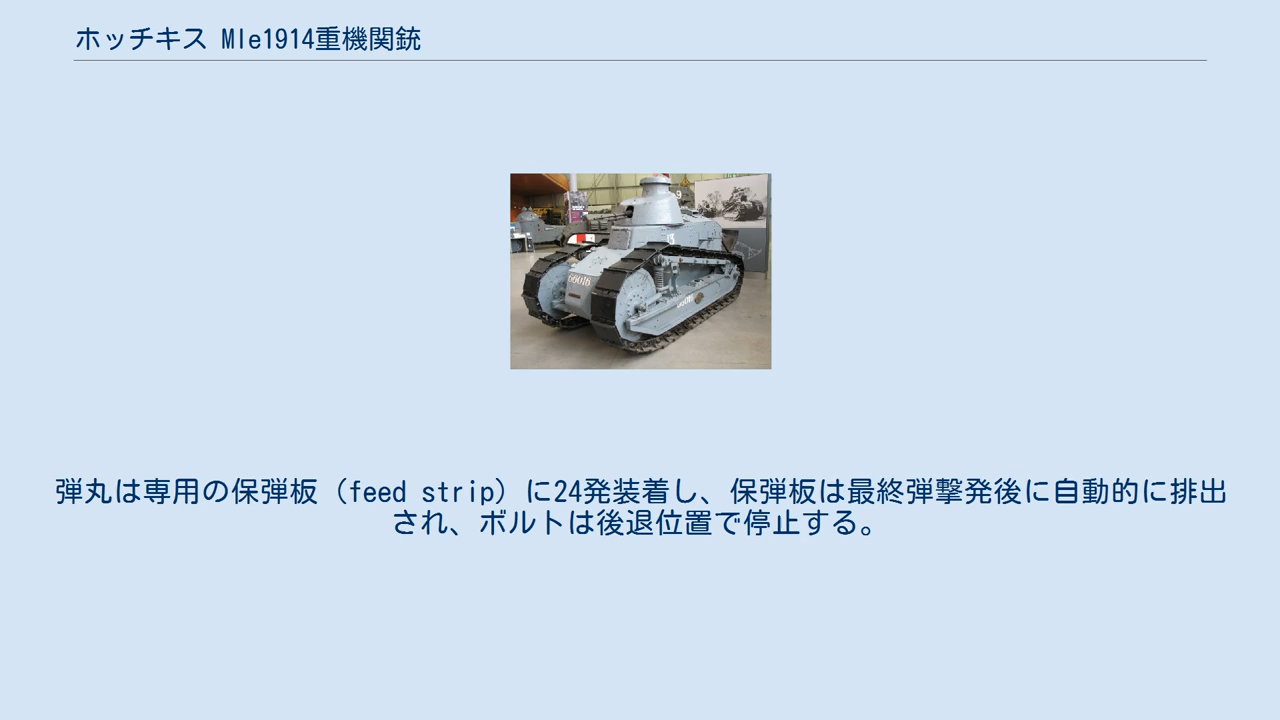 ホッチキス Mle1914重機関銃
66016
弾丸は専用の保弾板（feed strip）に24発装着し、保弾板は最終弾撃発後に自動的に排出
され、ボルトは後退位置で停止する。